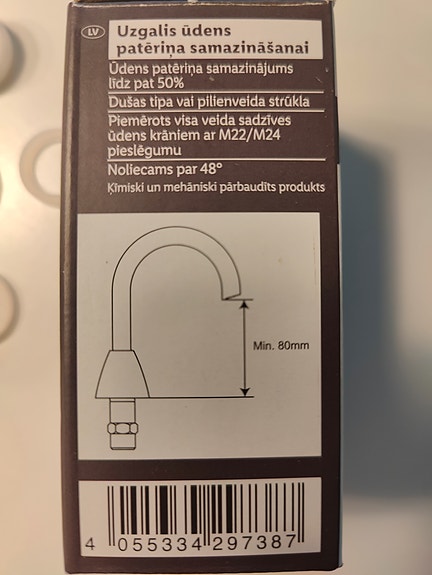 LV
Uzgalis ūdens
patēriņa samazināšanai
Ūdens patēriņa samazinājums
līdz pat 50%
Dušas tipa vai pilienveida strūkla
Piemērots visa veida sadzīves
ūdens krāniem ar M22/M24
pieslēgumu
Noliecams par 48°
Ķīmiski un mehāniski pārbaudīts produkts
Min. 80mm
4 055334 297387